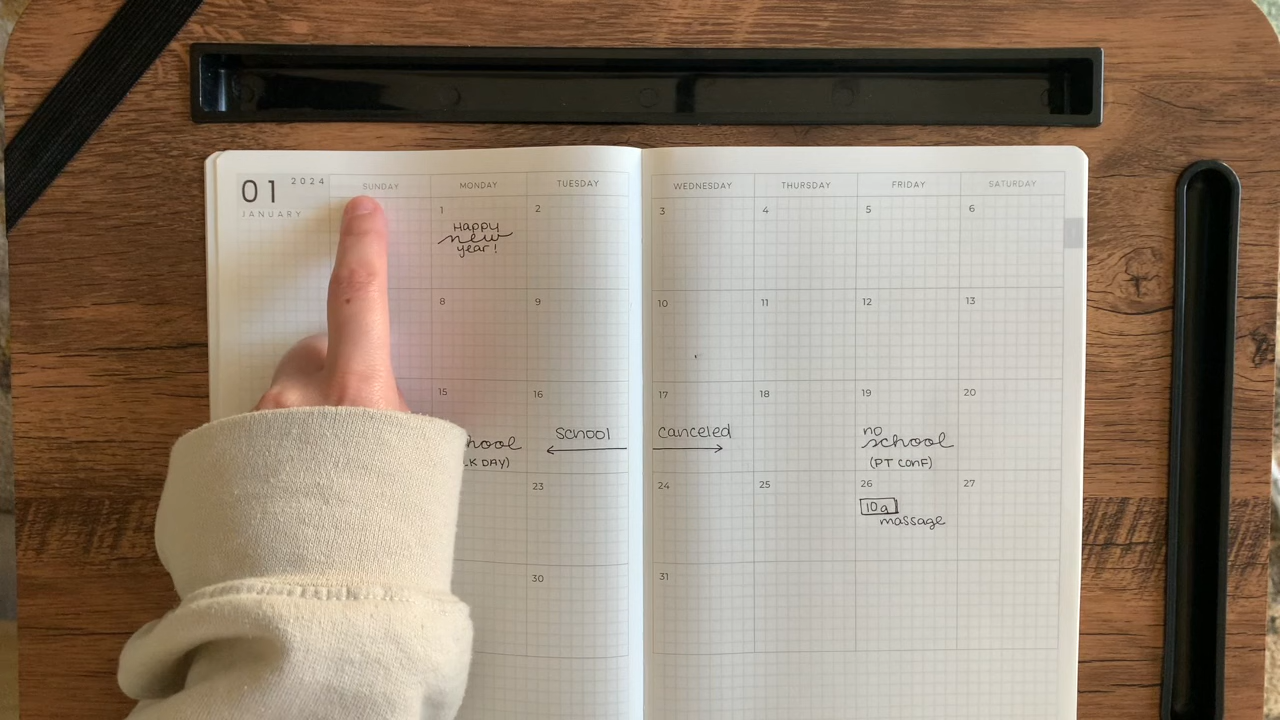 01 2024
JANUARY
SUNDAY MONDAY TUESDAY WEDNESDAY THURSDAY FRIDAY SATURDAY
1 2 3 4 5 6
Happy
new
year!
8 9 10 11 12 13
15 16 17 18 19 20
school canceled no
school
(PT CONF)
23 24 25 26 27
10a
massage
30 31